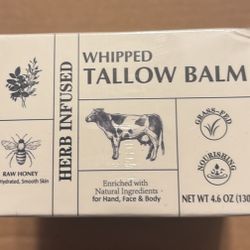 HERB INFUSED
WHIPPED
TALLOW BALM
GRASS-FED
NOURISHING
RAW HONEY
Hydrated, Smooth Skin
Enriched with
Natural Ingredients
for Hand, Face & Body
NET WT 4.6 OZ (130